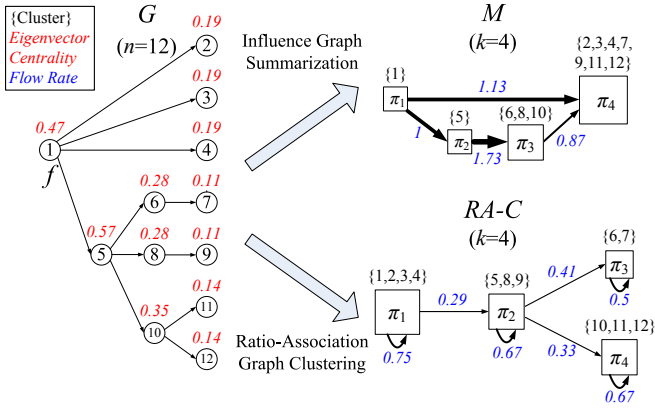 {Cluster}
Eigenvector
Centrality
Flow Rate
G
(n=12)
0.19
2
0.19
3
0.47
0.19
1
4
f
0.28
0.11
6
7
0.57
0.28
0.11
5
8
9
0.35
0.14
11
10
0.14
12
Influence Graph
Summarization
Ratio-Association
Graph Clustering
M
(k=4)
{2,3,4,7,
9,11,12}
{1}
π1
1.13
π4
{5}
{6,8,10}
1
π2
1.73
π3
0.87
RA-C
(k=4)
{6,7}
{1,2,3,4}
{5,8,9}
0.41
π3
0.5
π1
0.29
π2
{10,11,12}
0.75
0.67
0.33
π4
0.67